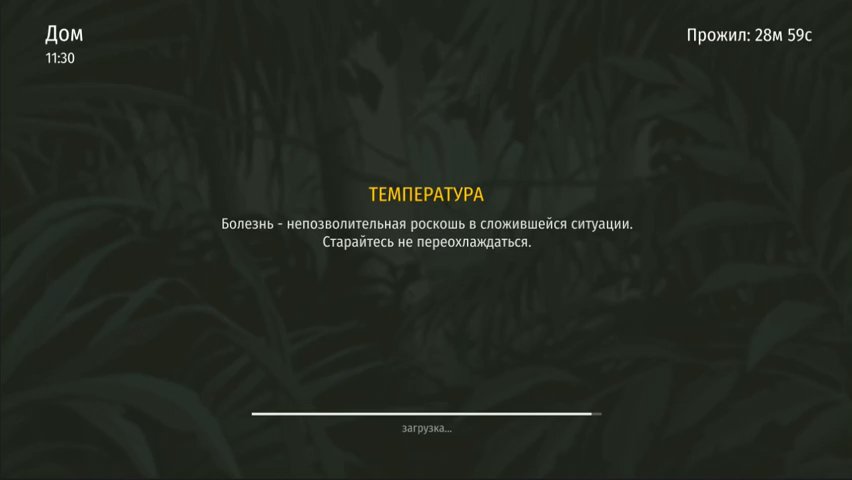 Дом
Прожил: 28м 59с
11:30
ТЕМПЕРАТУРА
Болезнь - непозволительная роскошь в сложившейся ситуации.
Старайтесь не переохлаждаться.
загрузка...